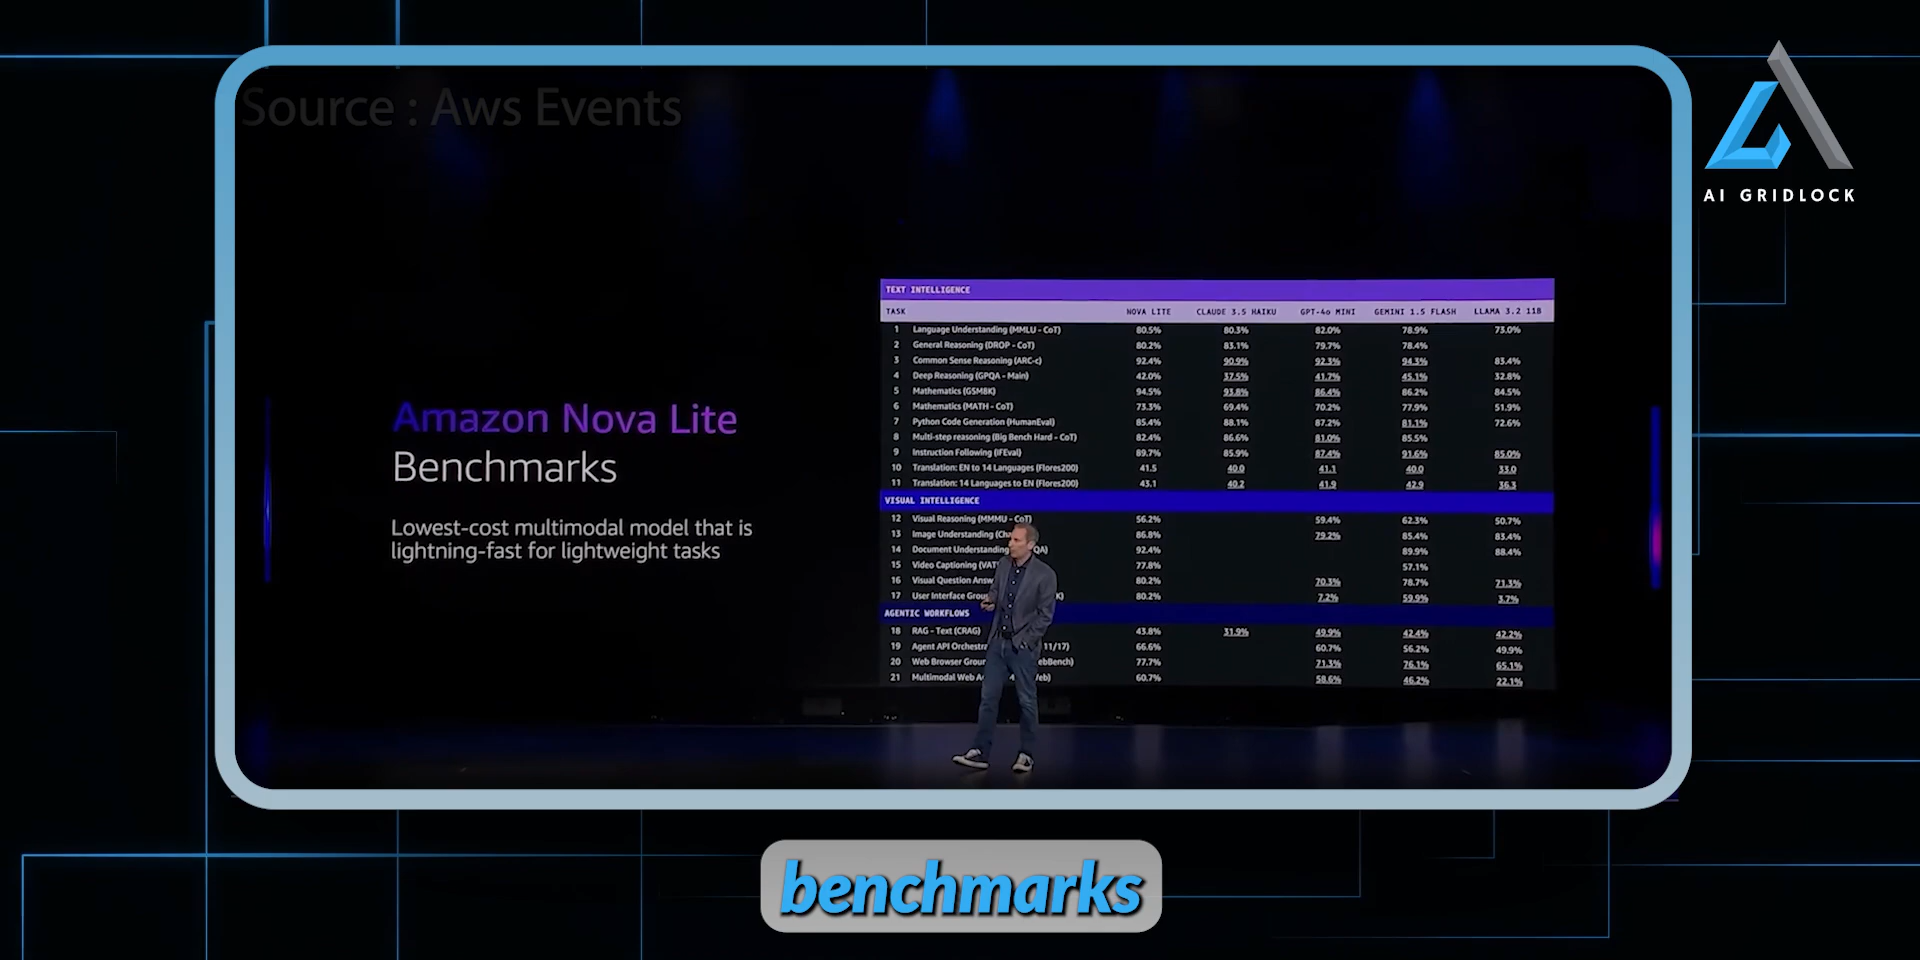 Source : Aws Events
AI GRIDLOCK
Amazon Nova Lite
Benchmarks
Lowest-cost multimodal model that is
lightning-fast for lightweight tasks
TEXT INTELLIGENCE
TASK NOVA LITE CLAUDE 3.5 HAIKU GPT-4o MINI GEMINI 1.5 FLASH LLAMA 3.2 11B
1 Language Understanding (MMLU - CoT) 80.5% 80.3% 82.0% 78.9% 73.0%
2 General Reasoning (DROP - CoT) 80.2% 83.1% 79.7% 78.4%
3 Common Sense Reasoning (ARC-c) 92.4% 90.9% 92.3% 94.3% 83.4%
4 Deep Reasoning (GPQA - Main) 42.0% 37.5% 41.7% 45.1% 32.8%
5 Mathematics (GSM8K) 94.5% 93.8% 86.4% 86.2% 84.5%
6 Mathematics (MATH - CoT) 73.3% 69.4% 70.2% 77.9% 51.9%
7 Python Code Generation (HumanEval) 85.4% 88.1% 87.2% 81.1% 72.6%
8 Multi-step reasoning (Big Bench Hard - CoT) 82.4% 86.6% 81.0% 85.5%
9 Instruction Following (IFEval) 89.7% 85.9% 87.4% 91.6% 85.0%
10 Translation: EN to 14 Languages (Flores200) 41.5 40.0 41.1 40.0 33.0
11 Translation: 14 Languages to EN (Flores200) 43.1 40.2 41.9 42.9 36.3
VISUAL INTELLIGENCE
12 Visual Reasoning (MMMU - CoT) 56.2% 59.4% 62.3% 50.7%
13 Image Understanding 86.8% 79.2% 85.4% 83.4%
14 Document Understanding QA) 92.4% 89.9% 88.4%
15 Video Captioning 77.8% 57.1%
16 Visual Question 80.2% 70.3% 78.7% 71.3%
17 User Interface K) 80.2% 7.2% 59.9% 3.7%
AGENTIC WORKFLOWS
18 RAG - Text (CRAG) 43.8% 31.9% 49.9% 42.4% 42.2%
19 Agent API 11/17) 66.6% 60.7% 56.2% 49.9%
20 Web Browser 77.7% 71.3% 76.1% 65.1%
21 Multimodal Web 60.7% 58.6% 46.2% 22.1%
benchmarks